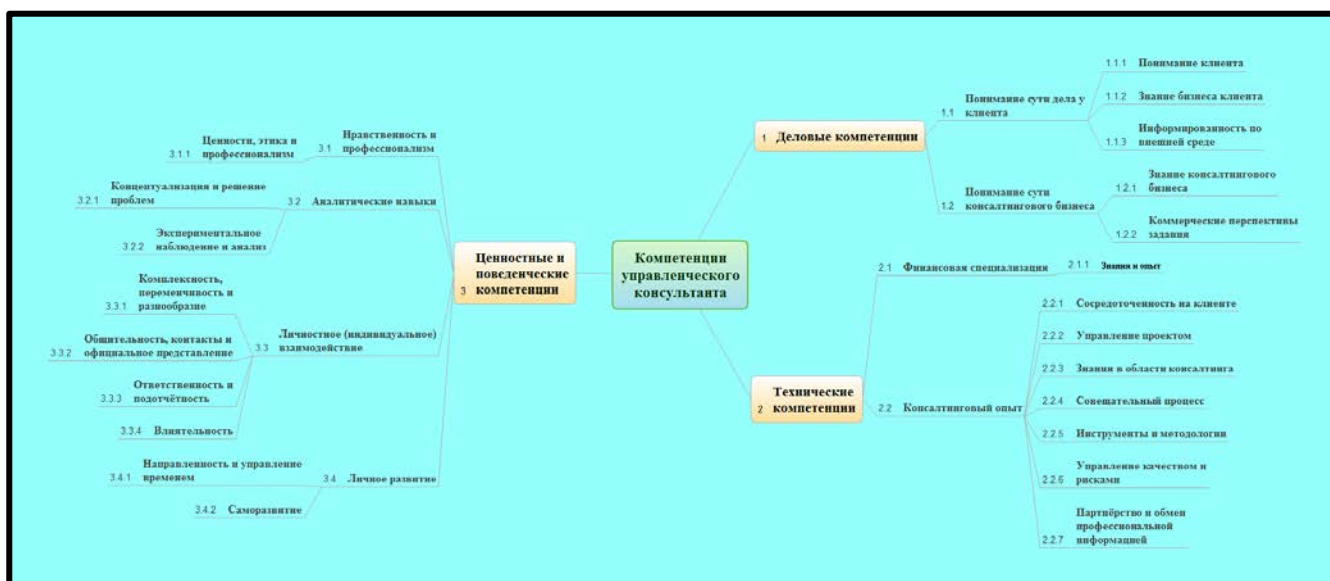 Компетенции
управленческого
консультанта
1 Деловые компетенции
1.1 Понимание сути дела у
клиента
1.1.1 Понимание клиента
1.1.2 Знание бизнеса клиента
1.1.3 Информированность по
внешней среде
1.2 Понимание сути
консалтингового бизнеса
1.2.1 Знание консалтингового
бизнеса
1.2.2 Коммерческие перспективы
задания
2 Технические
компетенции
2.1 Финансовая специализация
2.1.1 Знания и опыт
2.2 Консалтинговый опыт
2.2.1 Сосредоточенность на клиенте
2.2.2 Управление проектом
2.2.3 Знания в области консалтинга
2.2.4 Совещательный процесс
2.2.5 Инструменты и методологии
2.2.6 Управление качеством и
рисками
2.2.7 Партнёрство и обмен
профессиональной
информацией
3 Ценностные и
поведенческие
компетенции
3.1 Нравственность и
профессионализм
3.1.1 Ценности, этика и
профессионализм
3.2 Аналитические навыки
3.2.1 Концептуализация и решение
проблем
3.2.2 Экспериментальное
наблюдение и анализ
3.3 Личностное (индивидуальное)
взаимодействие
3.3.1 Комплексность,
переменчивость и
разнообразие
3.3.2 Общительность, контакты и
официальное представление
3.3.3 Ответственность и
подотчётность
3.3.4 Влиятельность
3.4 Личное развитие
3.4.1 Направленность и управление
временем
3.4.2 Саморазвитие